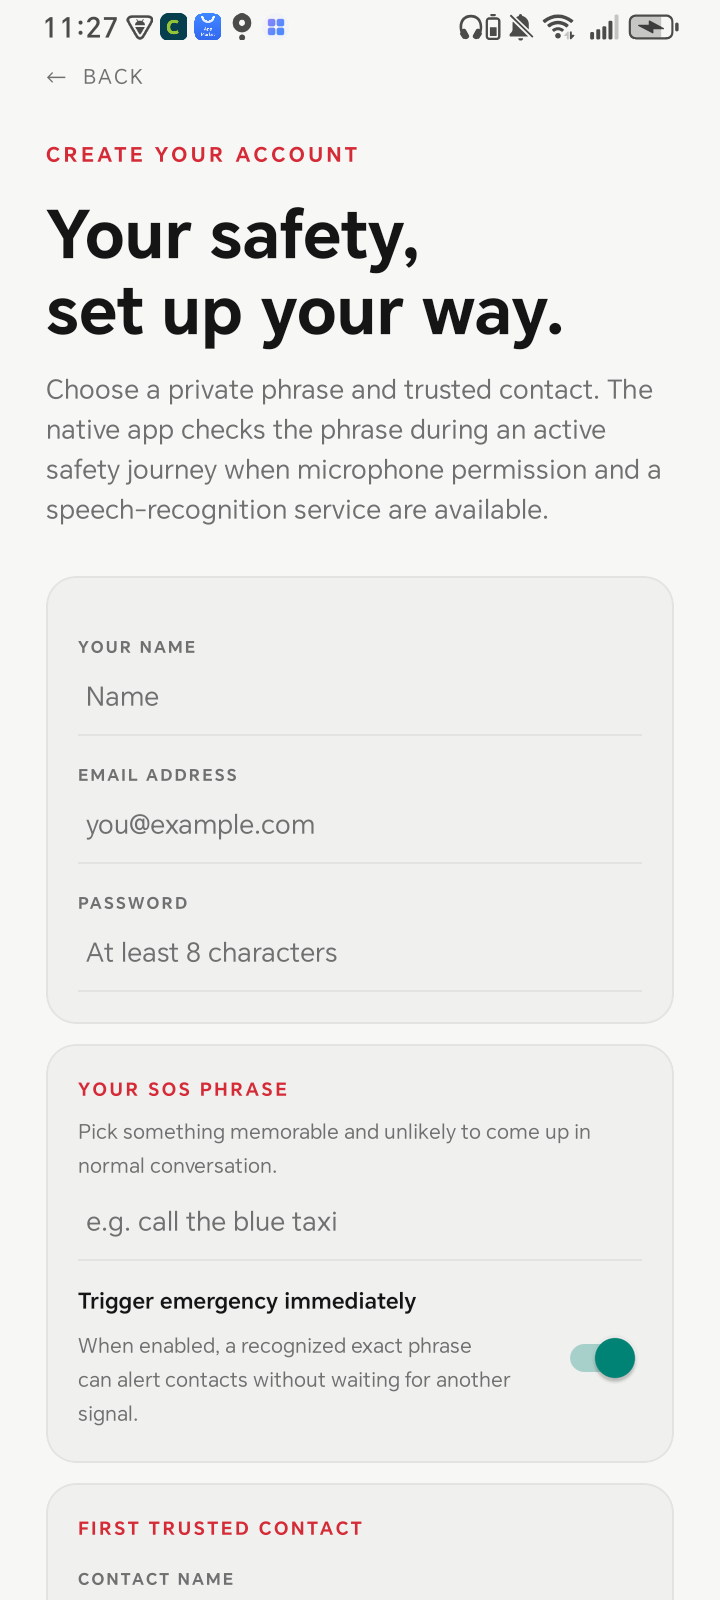 11:27
← BACK
CREATE YOUR ACCOUNT
Your safety,
set up your way.
Choose a private phrase and trusted contact. The
native app checks the phrase during an active
safety journey when microphone permission and a
speech-recognition service are available.
YOUR NAME
Name
EMAIL ADDRESS
you@example.com
PASSWORD
At least 8 characters
YOUR SOS PHRASE
Pick something memorable and unlikely to come up in
normal conversation.
e.g. call the blue taxi
Trigger emergency immediately
When enabled, a recognized exact phrase
can alert contacts without waiting for another
signal.
FIRST TRUSTED CONTACT
CONTACT NAME